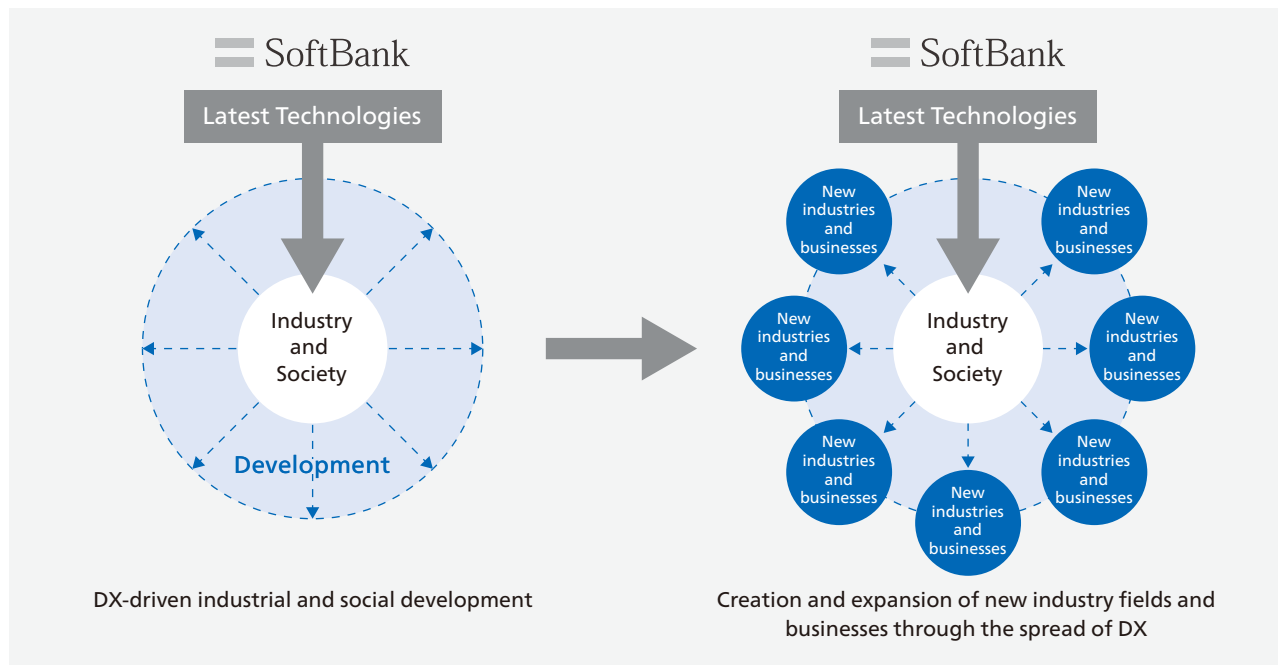 SoftBank
Latest Technologies
Industry
and
Society
Development
DX-driven industrial and social development
SoftBank
Latest Technologies
New
industries
and
businesses
New
industries
and
businesses
New
industries
and
businesses
Industry
and
Society
New
industries
and
businesses
New
industries
and
businesses
New
industries
and
businesses
New
industries
and
businesses
Creation and expansion of new industry fields and
businesses through the spread of DX